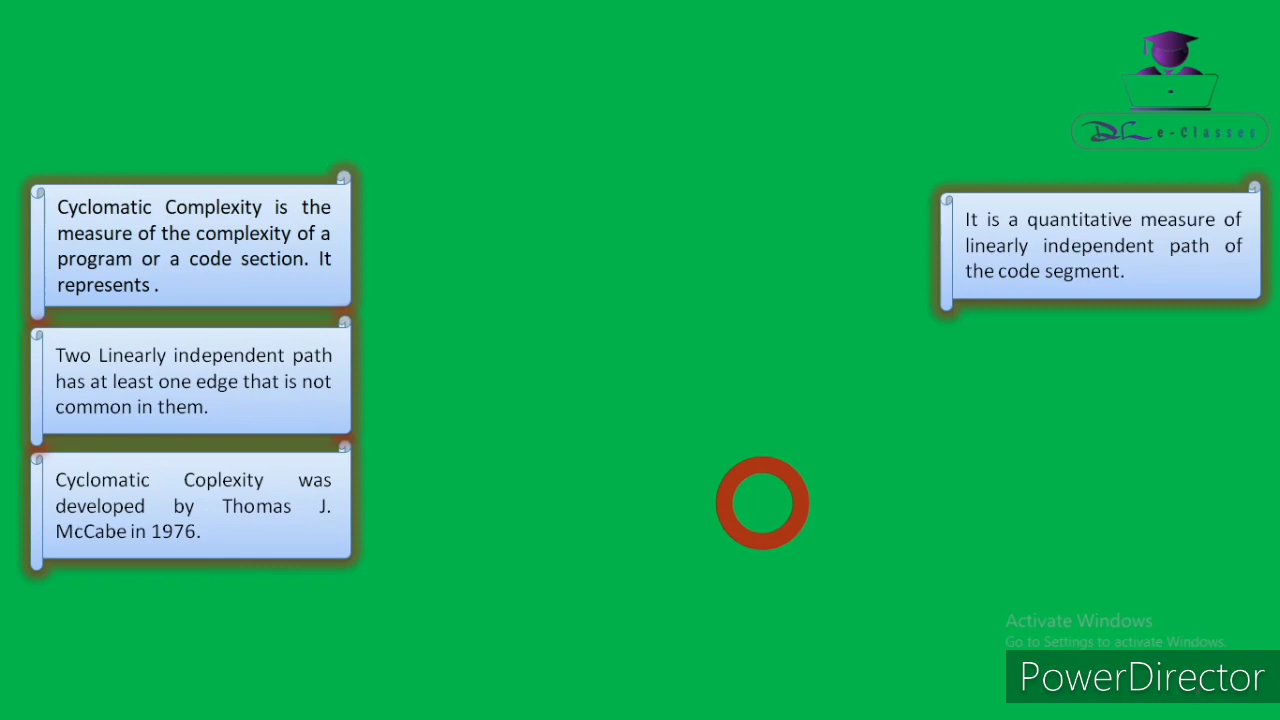 DL e-Classes
Cyclomatic Complexity is the
measure of the complexity of a
program or a code section. It
represents .
Two Linearly independent path
has at least one edge that is not
common in them.
Cyclomatic Coplexity was
developed by Thomas J.
McCabe in 1976.
It is a quantitative measure of
linearly independent path of
the code segment.
Activate Windows
Go to Settings to activate Windows.
PowerDirector